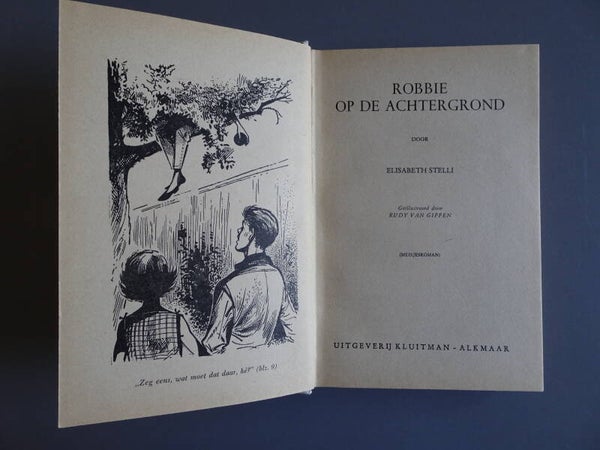 „Zeg eens, wat moet dat daar, hé?" (blz. 9)
ROBBIE
OP DE ACHTERGROND
DOOR
ELISABETH STELLI
Geïllustreerd door
RUDY VAN GIFFEN
(MEISJESROMAN)
UITGEVERIJ KLUITMAN - ALKMAAR